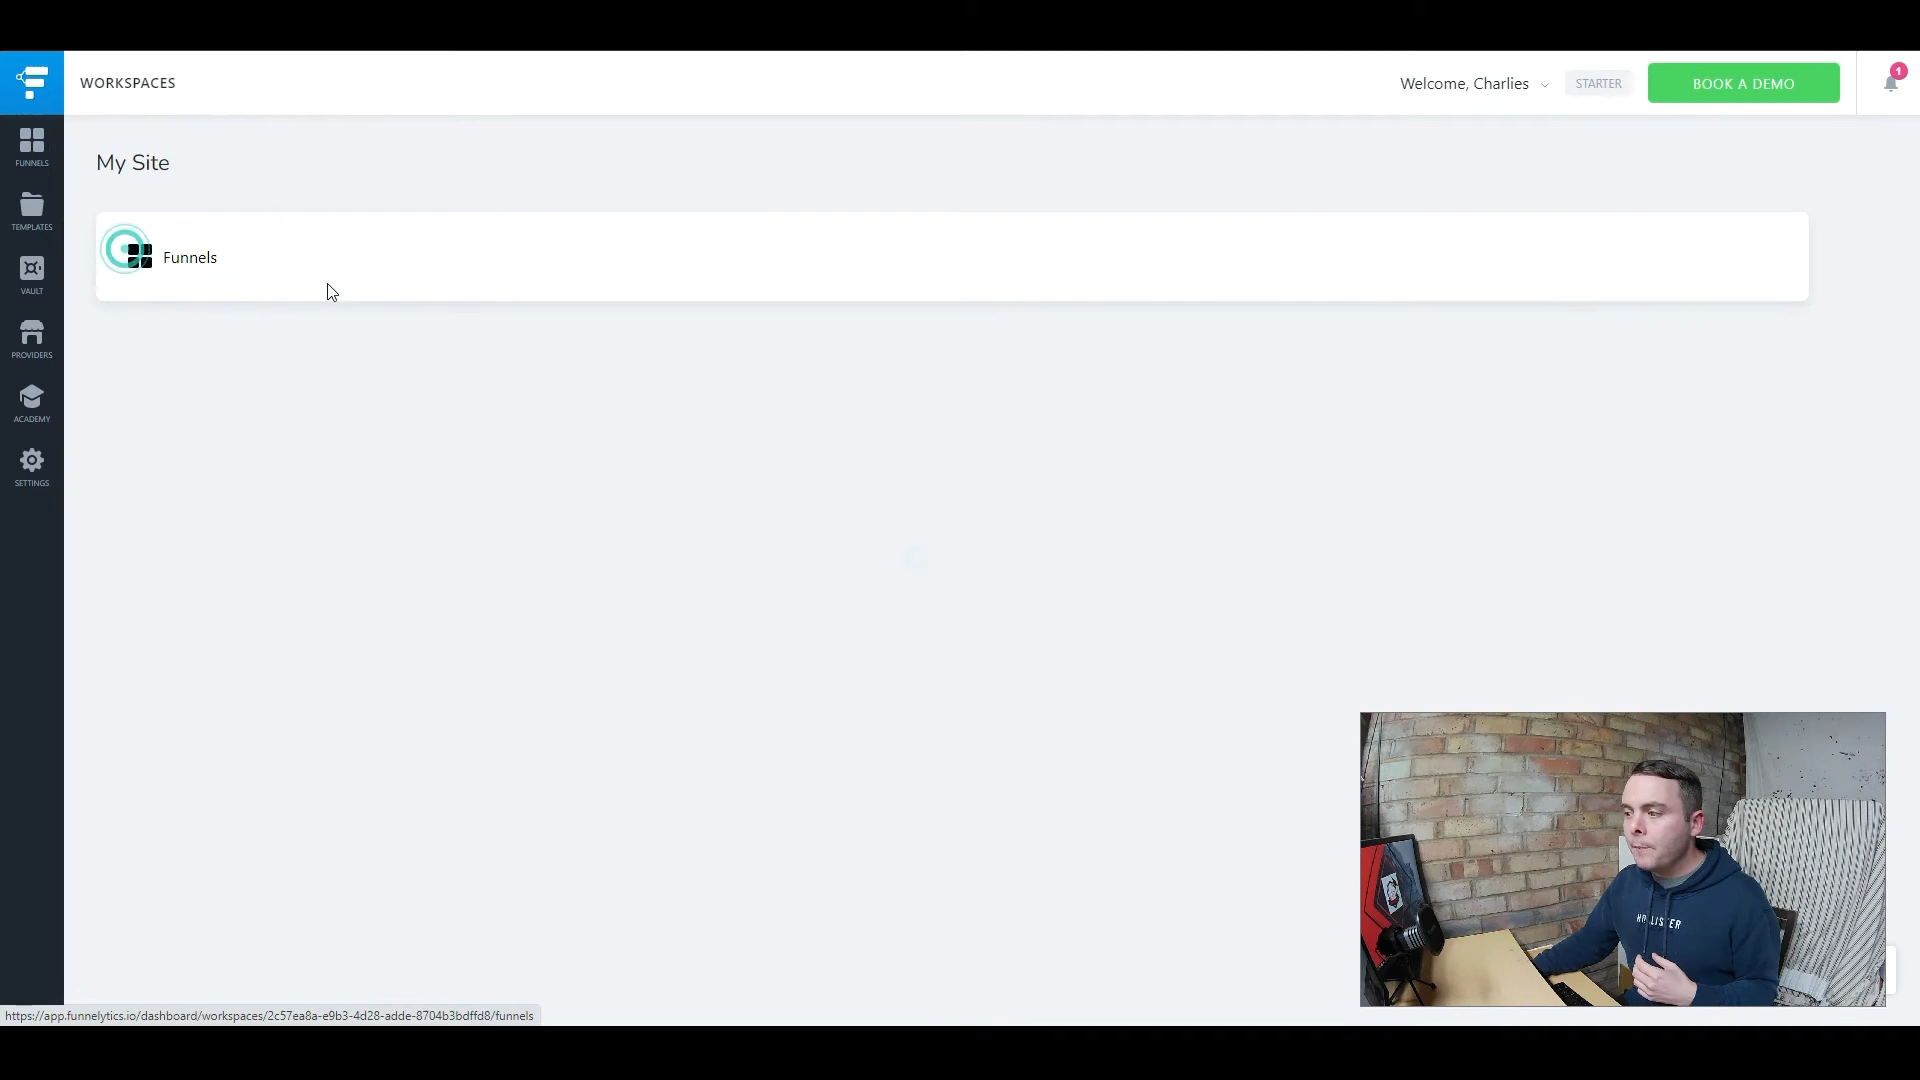 WORKSPACES
Welcome, Charlies
STARTER
BOOK A DEMO
1
FUNNELS
TEMPLATES
VAULT
PROVIDERS
ACADEMY
SETTINGS
My Site
Funnels
HOLLISTER
https://app.funnelytics.io/dashboard/workspaces/2c57ea8a-e9b3-4d28-adde-8704b3bdffd8/funnels